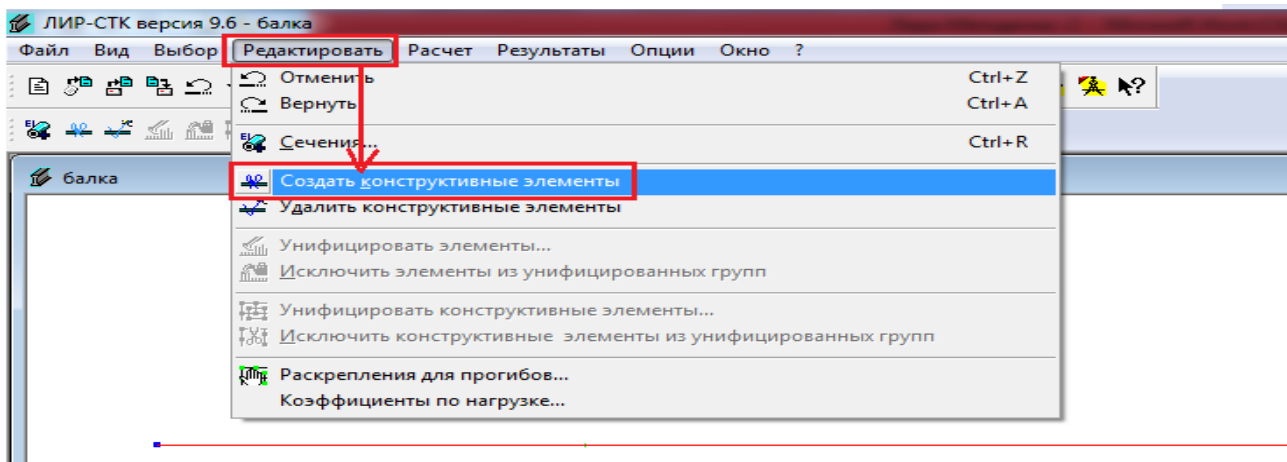 ЛИР-СТК версия 9.6 - балка
Файл Вид Выбор Редактировать Расчет Результаты Опции Окно ?
Отменить Ctrl+Z
Вернуть Ctrl+A
Сечения... Ctrl+R
балка
Создать конструктивные элементы
Удалить конструктивные элементы
Унифицировать элементы...
Исключить элементы из унифицированных групп
Унифицировать конструктивные элементы...
Исключить конструктивные элементы из унифицированных групп
Раскрепления для прогибов...
Коэффициенты по нагрузке...